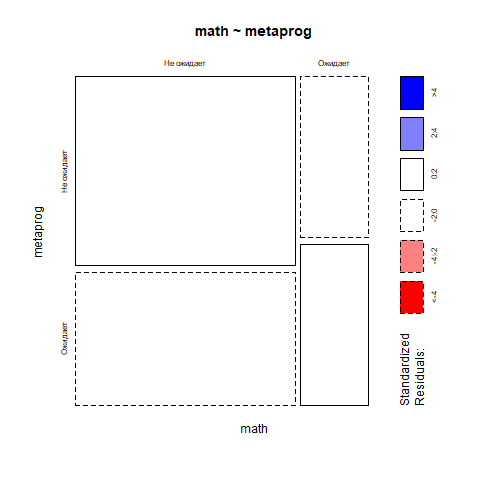 math ~ metaprog
Не ожидает
Ожидает
Не ожидает
Ожидает
metaprog
math
>4
2:4
0:2
-2:0
-4:-2
<-4
Standardized
Residuals: